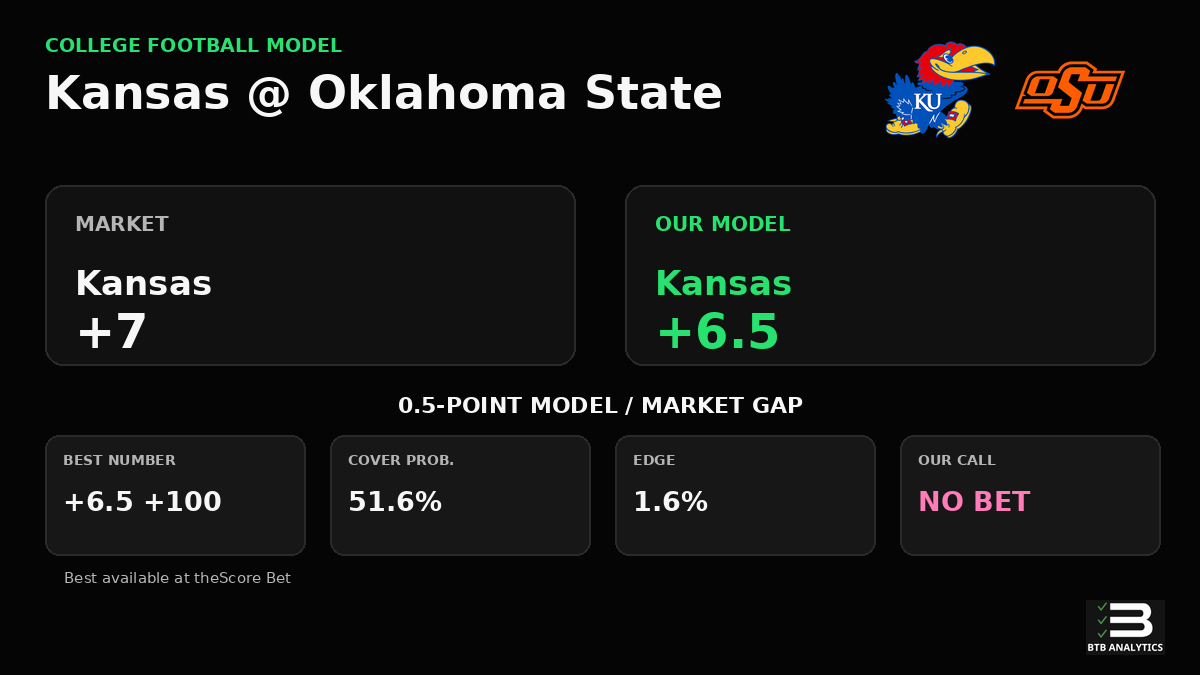 COLLEGE FOOTBALL MODEL
Kansas @ Oklahoma State
KU
OSU
MARKET
Kansas
+7
OUR MODEL
Kansas
+6.5
0.5-POINT MODEL / MARKET GAP
BEST NUMBER
+6.5 +100
COVER PROB.
51.6%
EDGE
1.6%
OUR CALL
NO BET
Best available at theScore Bet
B
BTB ANALYTICS